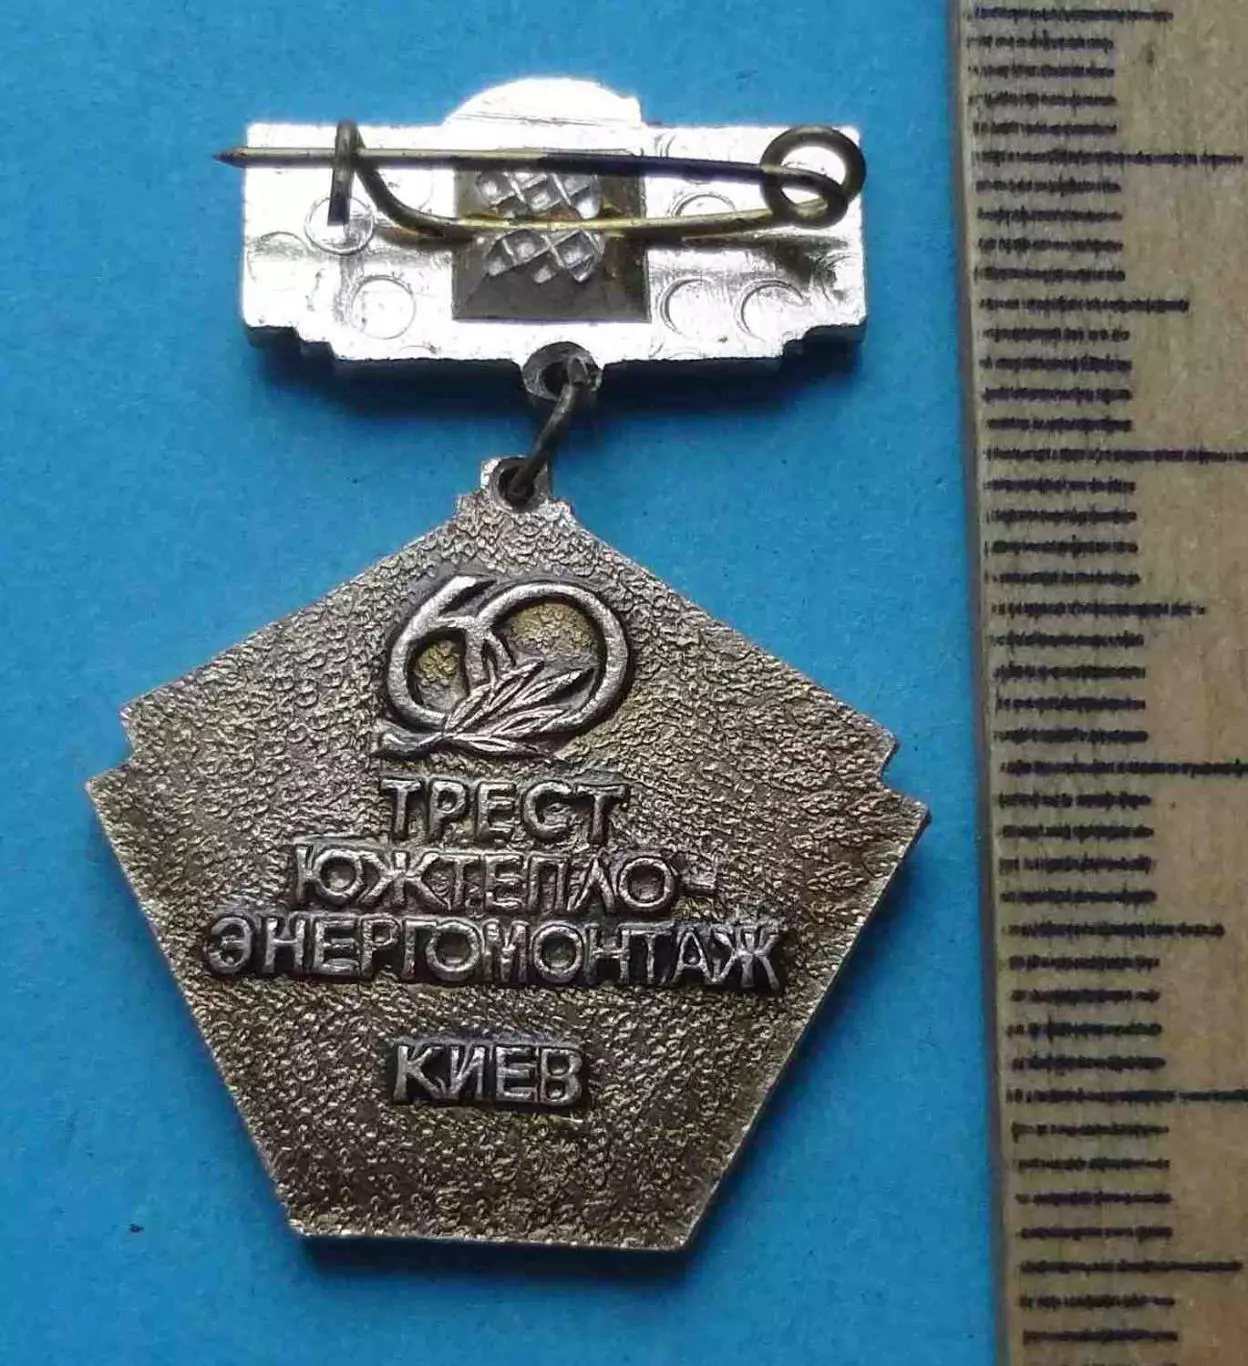 60
ТРЕСТ
ЮЖТЕПЛО-
ЭНЕРГОМОНТАЖ
КИЕВ